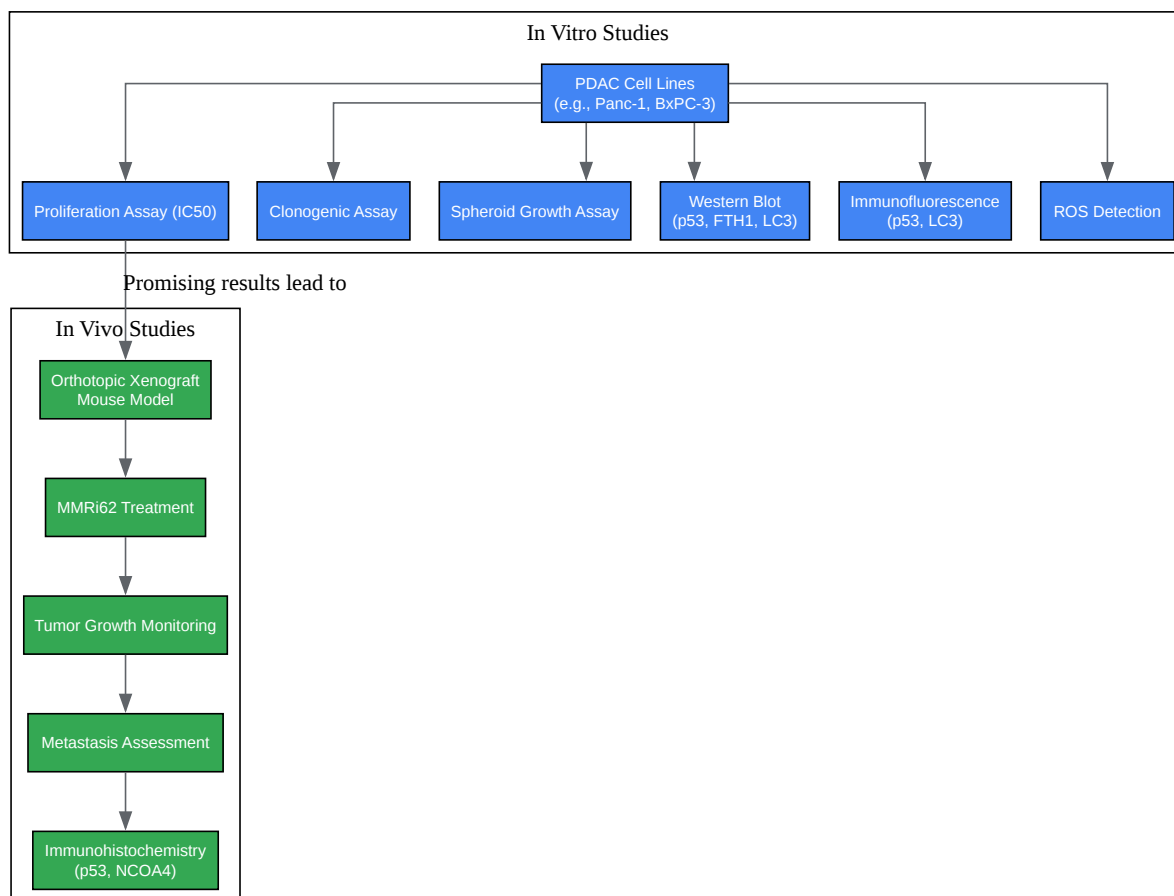 In Vitro Studies
PDAC Cell Lines
(e.g., Panc-1, BxPC-3)
Proliferation Assay (IC50)
Clonogenic Assay
Spheroid Growth Assay
Western Blot
(p53, FTH1, LC3)
Immunofluorescence
(p53, LC3)
ROS Detection
Promising results lead to
In Vivo Studies
Orthotopic Xenograft
Mouse Model
MMRi62 Treatment
Tumor Growth Monitoring
Metastasis Assessment
Immunohistochemistry
(p53, NCOA4)